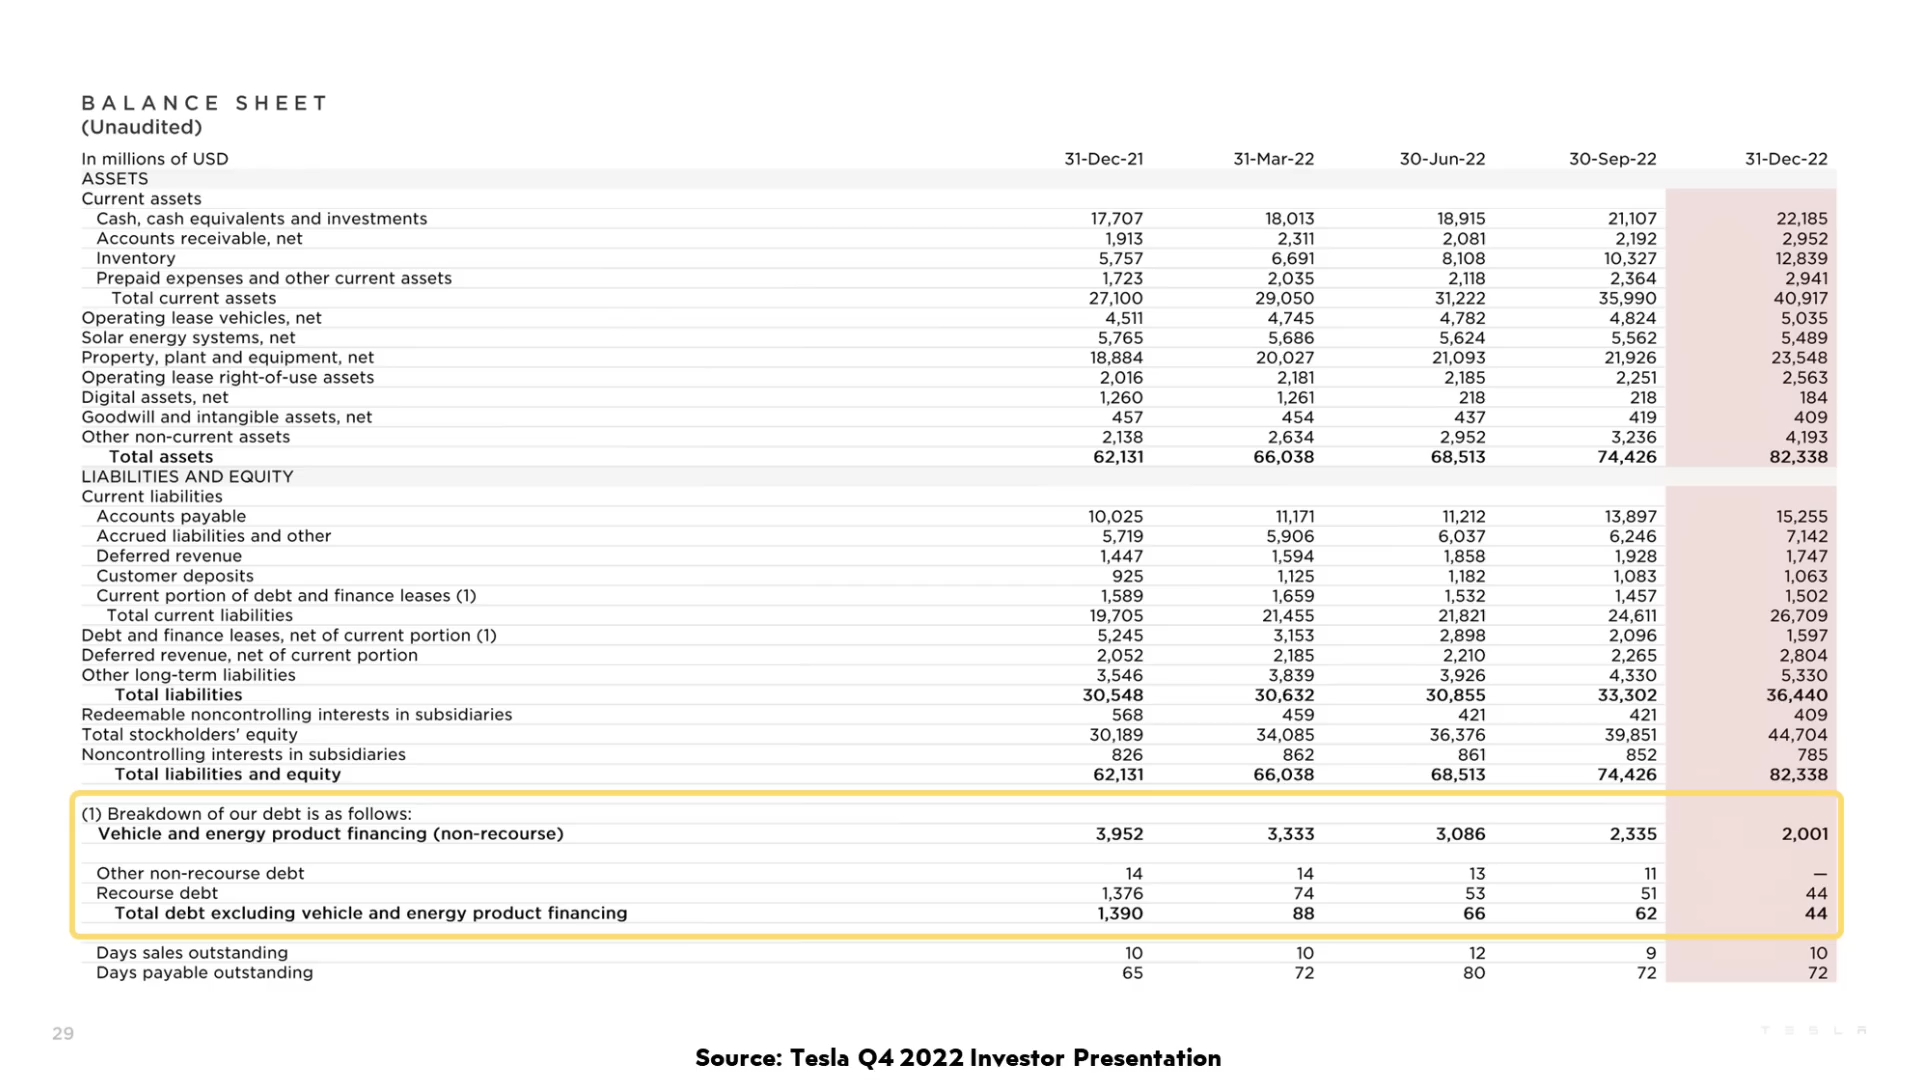 BALANCE SHEET
(Unaudited)
In millions of USD 31-Dec-21 31-Mar-22 30-Jun-22 30-Sep-22 31-Dec-22
ASSETS
Current assets
Cash, cash equivalents and investments 17,707 18,013 18,915 21,107 22,185
Accounts receivable, net 1,913 2,311 2,081 2,192 2,952
Inventory 5,757 6,691 8,108 10,327 12,839
Prepaid expenses and other current assets 1,723 2,035 2,118 2,364 2,941
Total current assets 27,100 29,050 31,222 35,990 40,917
Operating lease vehicles, net 4,511 4,745 4,782 4,824 5,035
Solar energy systems, net 5,765 5,686 5,624 5,562 5,489
Property, plant and equipment, net 18,884 20,027 21,093 21,926 23,548
Operating lease right-of-use assets 2,016 2,181 2,185 2,251 2,563
Digital assets, net 1,260 1,261 218 218 184
Goodwill and intangible assets, net 457 454 437 419 409
Other non-current assets 2,138 2,634 2,952 3,236 4,193
Total assets 62,131 66,038 68,513 74,426 82,338
LIABILITIES AND EQUITY
Current liabilities
Accounts payable 10,025 11,171 11,212 13,897 15,255
Accrued liabilities and other 5,719 5,906 6,037 6,246 7,142
Deferred revenue 1,447 1,594 1,858 1,928 1,747
Customer deposits 925 1,125 1,182 1,083 1,063
Current portion of debt and finance leases (1) 1,589 1,659 1,532 1,457 1,502
Total current liabilities 19,705 21,455 21,821 24,611 26,709
Debt and finance leases, net of current portion (1) 5,245 3,153 2,898 2,096 1,597
Deferred revenue, net of current portion 2,052 2,185 2,210 2,265 2,804
Other long-term liabilities 3,546 3,839 3,926 4,330 5,330
Total liabilities 30,548 30,632 30,855 33,302 36,440
Redeemable noncontrolling interests in subsidiaries 568 459 421 421 409
Total stockholders' equity 30,189 34,085 36,376 39,851 44,704
Noncontrolling interests in subsidiaries 826 862 861 852 785
Total liabilities and equity 62,131 66,038 68,513 74,426 82,338
(1) Breakdown of our debt is as follows:
Vehicle and energy product financing (non-recourse) 3,952 3,333 3,086 2,335 2,001
Other non-recourse debt 14 14 13 11 —
Recourse debt 1,376 74 53 51 44
Total debt excluding vehicle and energy product financing 1,390 88 66 62 44
Days sales outstanding 10 10 12 9 10
Days payable outstanding 65 72 80 72 72
29
TESLA
Source: Tesla Q4 2022 Investor Presentation